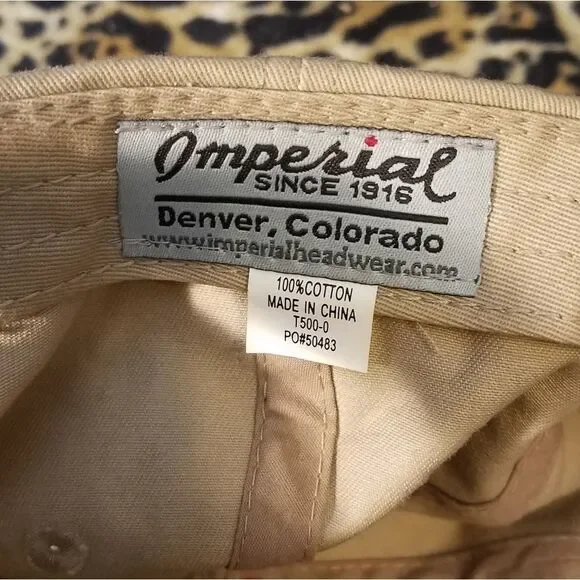 Imperial
SINCE 1916
Denver, Colorado
www.imperialheadwear.com
100%COTTON
MADE IN CHINA
T500-0
PO#50483